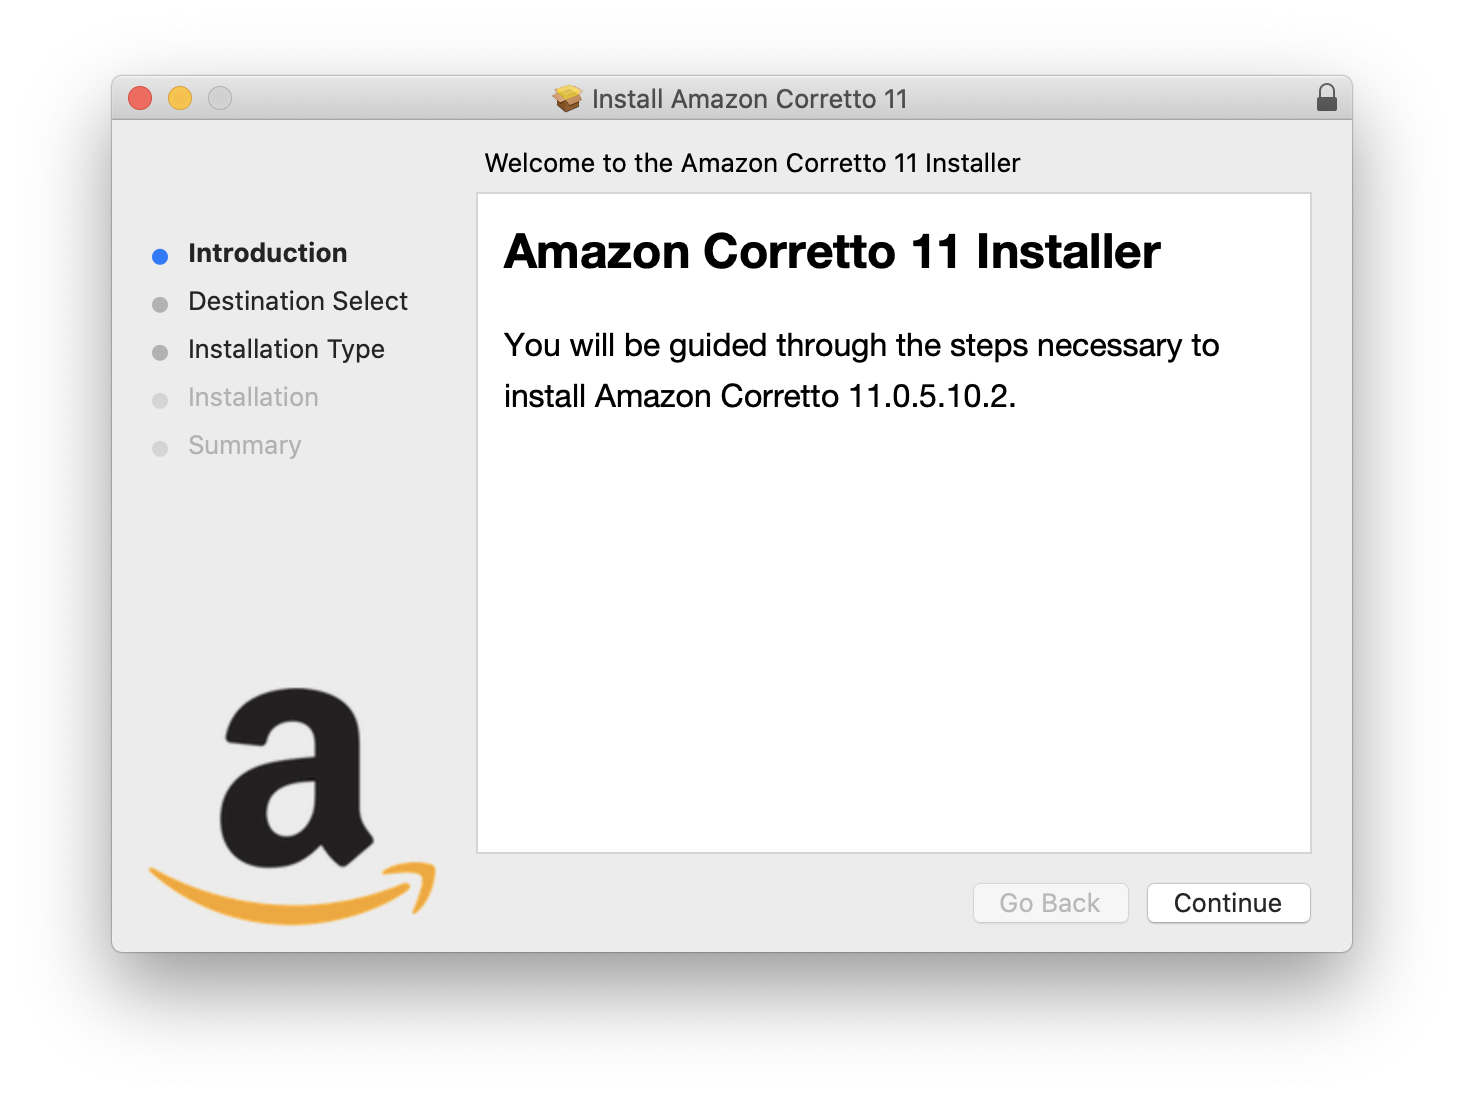 Install Amazon Corretto 11
Welcome to the Amazon Corretto 11 Installer
Introduction
Destination Select
Installation Type
Installation
Summary
Amazon Corretto 11 Installer
You will be guided through the steps necessary to
install Amazon Corretto 11.0.5.10.2.
a
Go Back
Continue